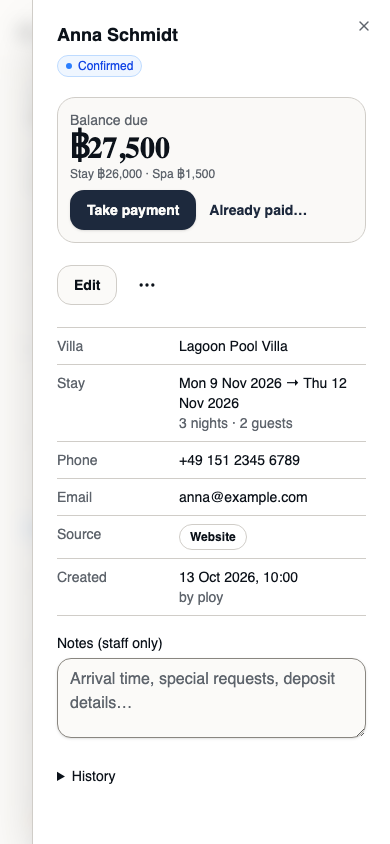 Anna Schmidt
Confirmed
Balance due
฿27,500
Stay ฿26,000 · Spa ฿1,500
Take payment Already paid…
Edit
Villa Lagoon Pool Villa
Stay Mon 9 Nov 2026 → Thu 12
Nov 2026
3 nights · 2 guests
Phone +49 151 2345 6789
Email anna@example.com
Source Website
Created 13 Oct 2026, 10:00
by ploy
Notes (staff only)
Arrival time, special requests, deposit
details…
History